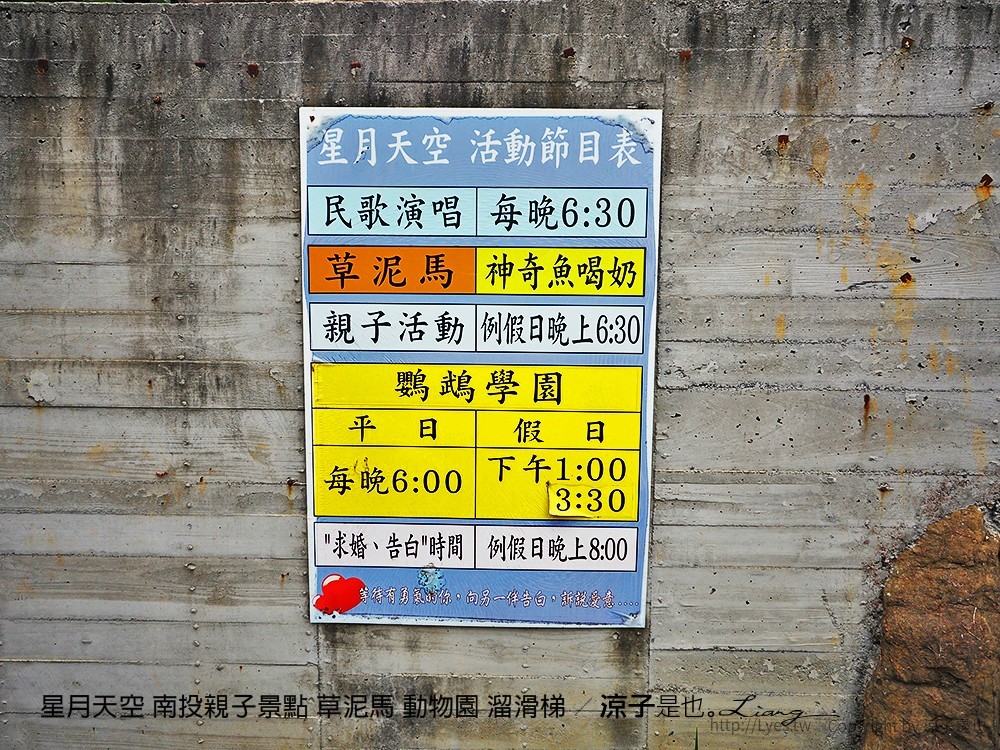 星月天空 活動節目表
民歌演唱 每晚6:30
草泥馬 神奇魚喝奶
親子活動 例假日晚上6:30
鸚鵡學園
平日 假日
每晚6:00 下午1:00
3:30
"求婚、告白"時間 例假日晚上8:00
等待有勇氣的你，向另一伴告白，訴說愛意....
星月天空 南投親子景點 草泥馬 動物園 溜滑梯 / 涼子是也。Liang
http://Lyes.tw Copyright by